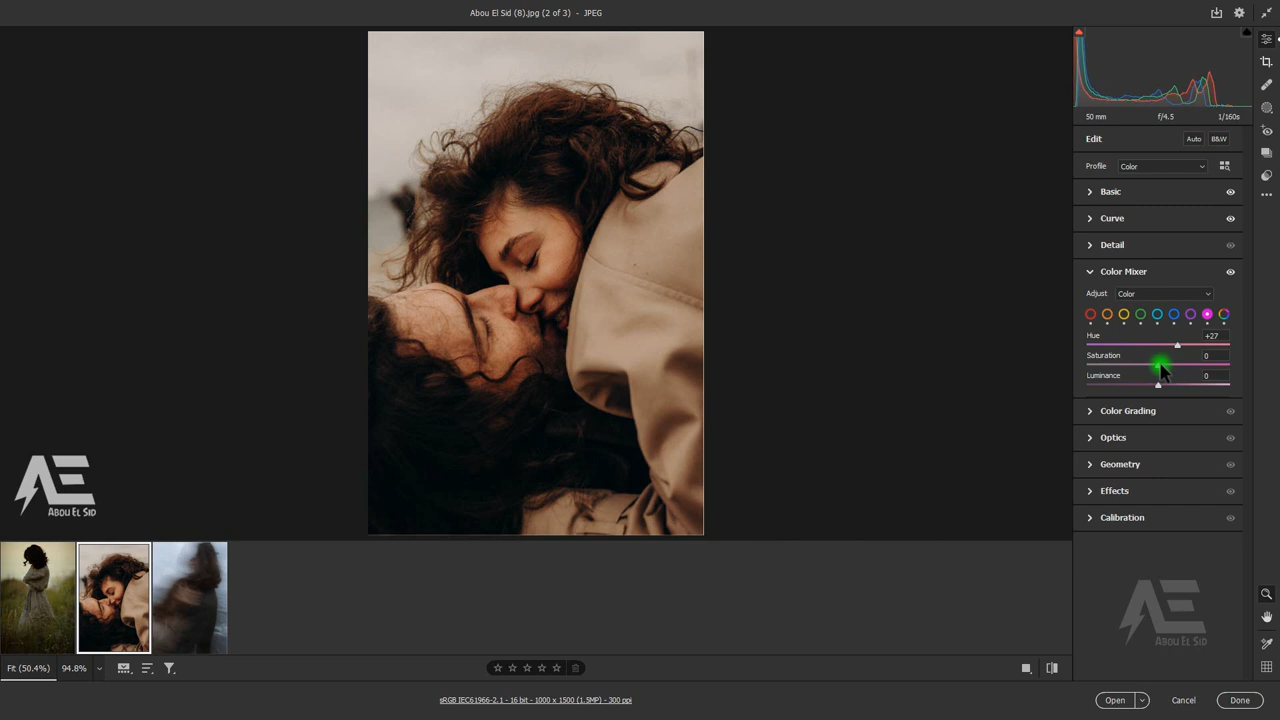 Abou El Sid (8).jpg (2 of 3) - JPEG
50 mm f/4.5 1/160s
Edit Auto B&W
Profile Color
Basic
Curve
Detail
Color Mixer
Adjust Color
Hue +27
Saturation 0
Luminance 0
Color Grading
Optics
Geometry
Effects
Calibration
AE
ABOU EL SID
AE
ABOU EL SID
Fit (50.4%) 94.8%
sRGB IEC61966-2.1 - 16 bit - 1000 x 1500 (1.5MP) - 300 ppi
Open Cancel Done